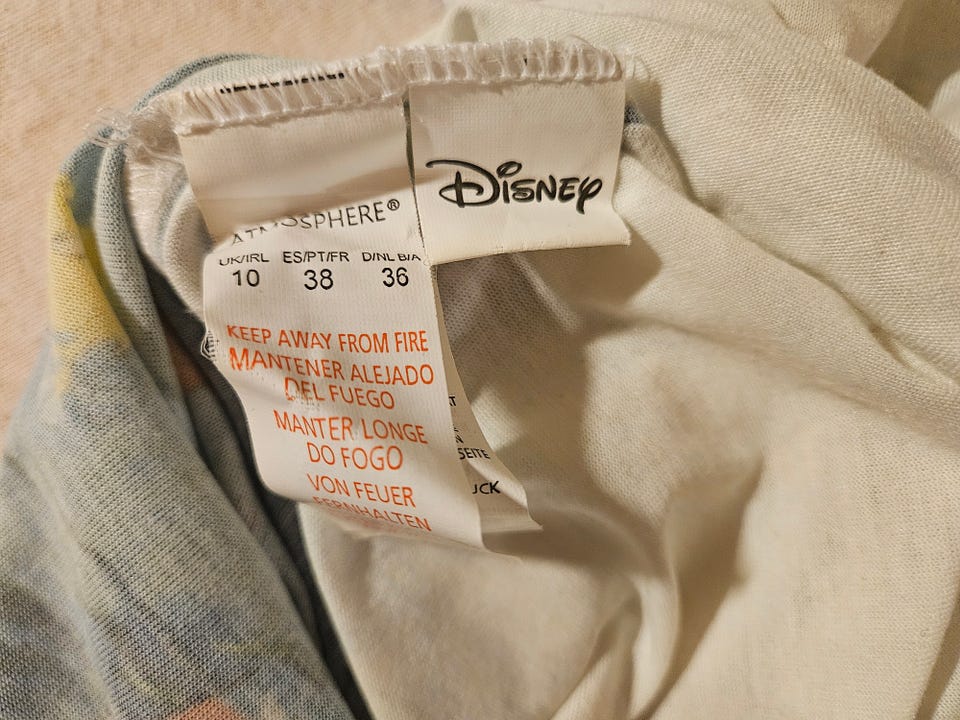 Disney
ATMOSPHERE®
UK/IRL ES/PT/FR D/NL B/A
10 38 36
KEEP AWAY FROM FIRE
MANTENER ALEJADO
DEL FUEGO
MANTER LONGE
DO FOGO
VON FEUER
FERNHALTEN
SEITE